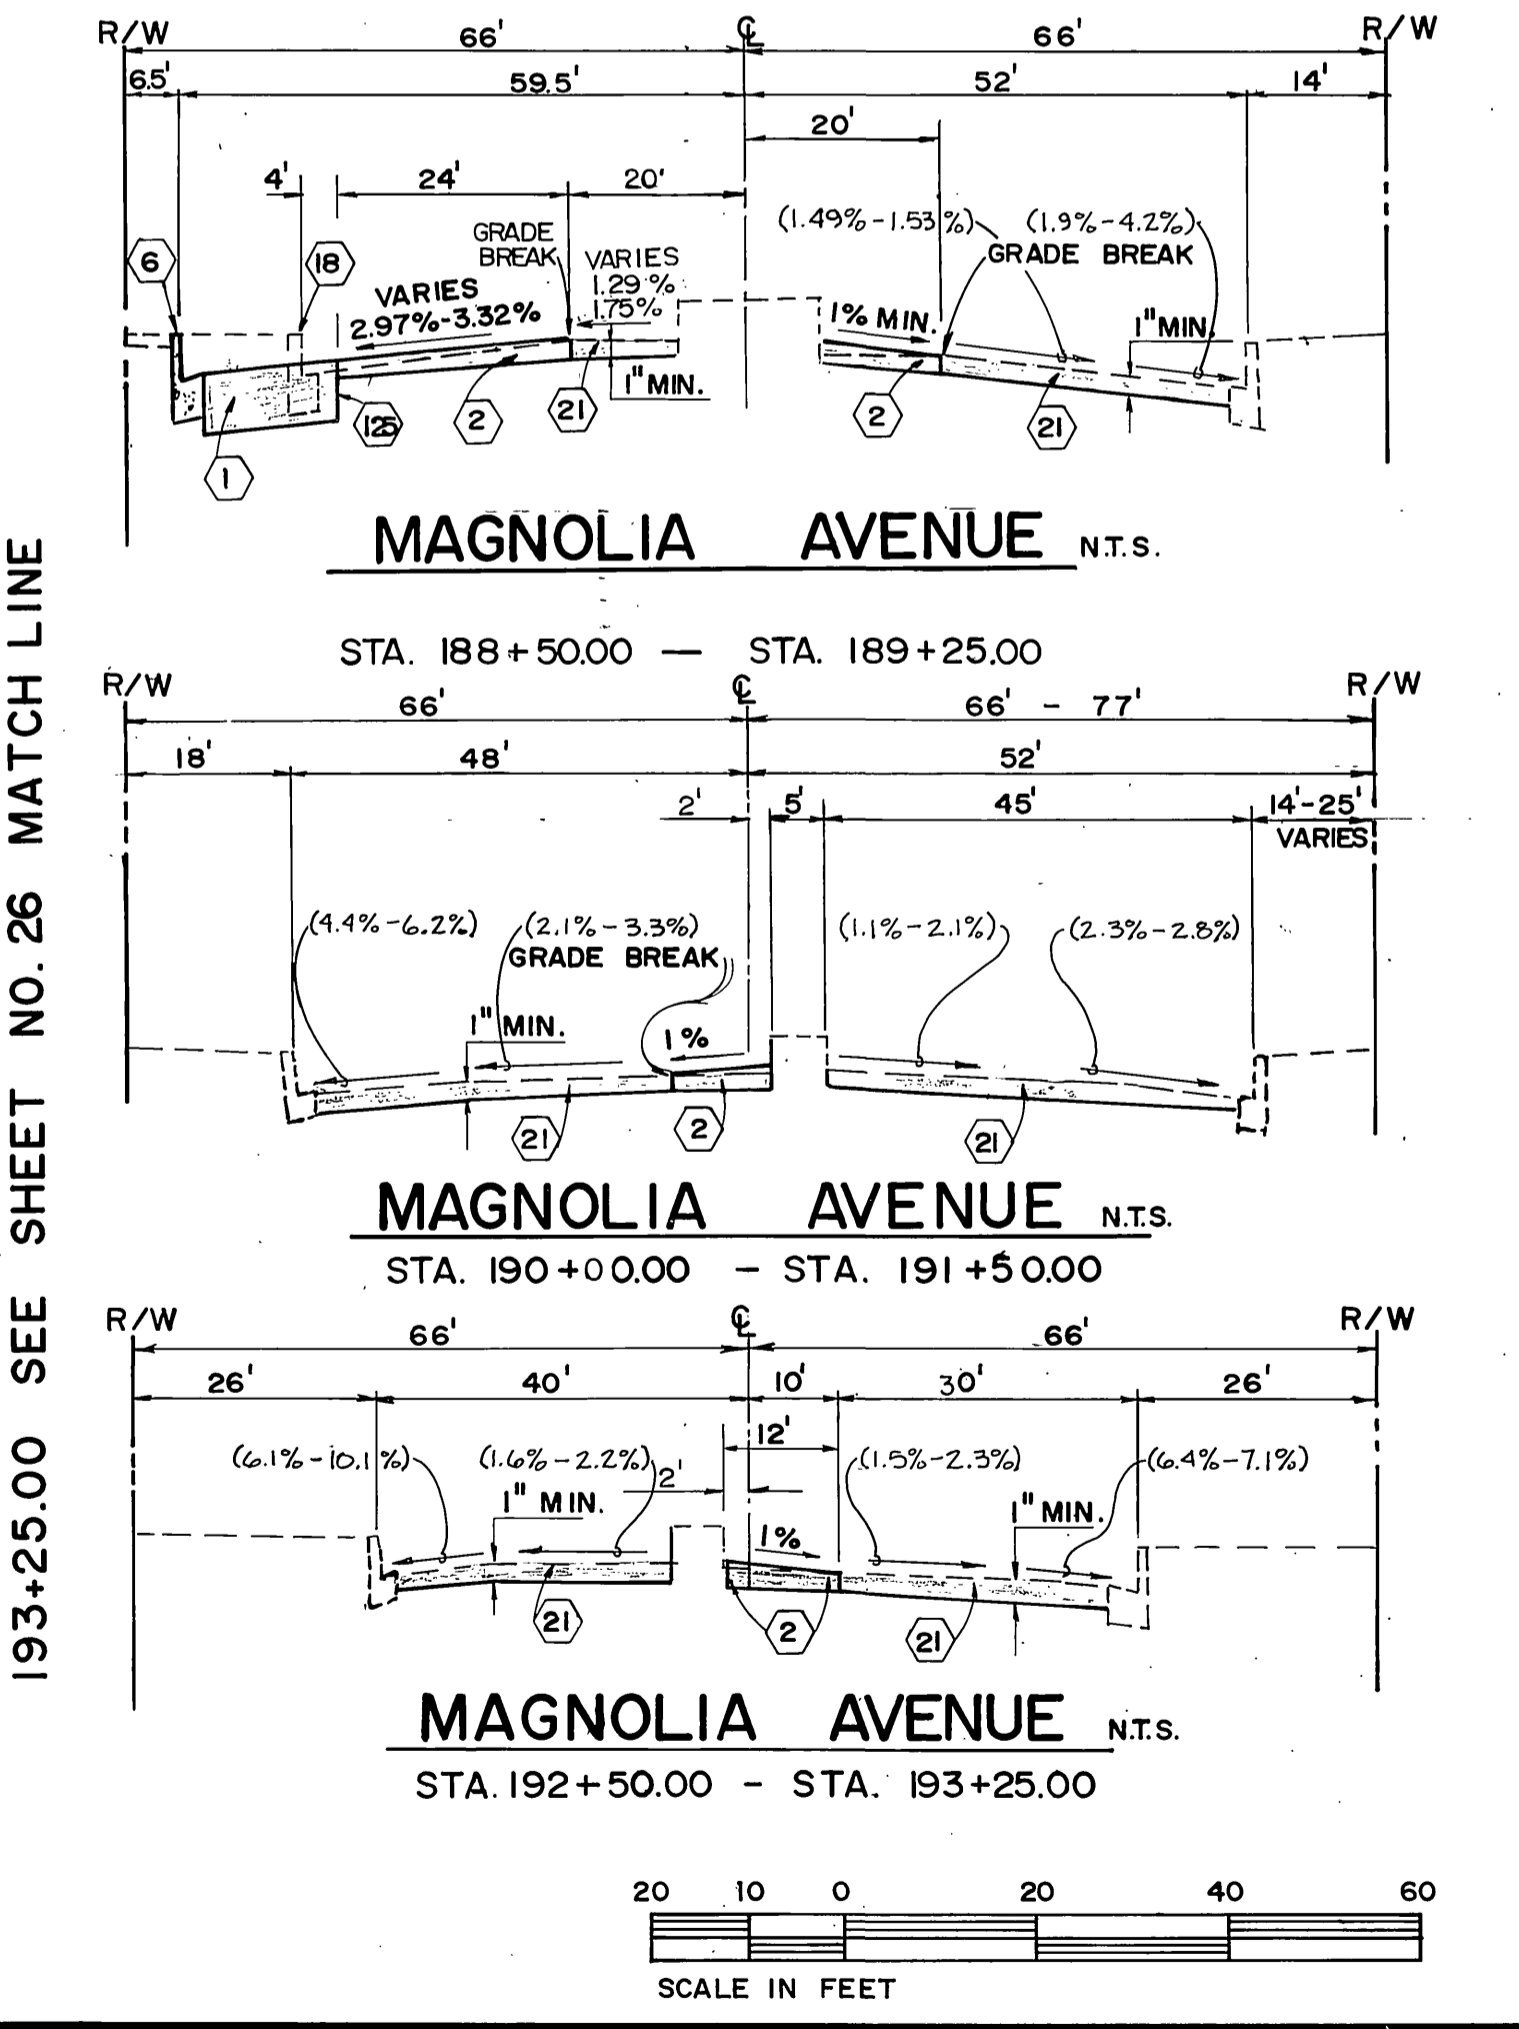 R/W ℄ R/W
66' 66'
6.5' 59.5' 52' 14'
20'
4' 24' 20'
(1.49%-1.53%) (1.9%-4.2%)
GRADE BREAK
GRADE
BREAK
VARIES
1.29%
1.75%
6 18
VARIES
2.97%-3.32%
1% MIN. 1" MIN.
1" MIN.
125 2 21 2 21
1
MAGNOLIA AVENUE N.T.S.
STA. 188+50.00 — STA. 189+25.00
R/W ℄ R/W
66' 66' - 77'
18' 48' 52'
2' 5' 45' 14'-25'
VARIES
(4.4%-6.2%) (2.1%-3.3%) (1.1%-2.1%) (2.3%-2.8%)
GRADE BREAK
1" MIN. 1%
21 2 21
MAGNOLIA AVENUE N.T.S.
STA. 190+00.00 - STA. 191+50.00
R/W ℄ R/W
66' 66'
26' 40' 10' 30' 26'
12'
(6.1%-10.1%) (1.6%-2.2%) 2' (1.5%-2.3%) (6.4%-7.1%)
1" MIN. 1% 1" MIN.
21 2 21
MAGNOLIA AVENUE N.T.S.
STA. 192+50.00 - STA. 193+25.00
20 10 0 20 40 60
SCALE IN FEET
193+25.00 SEE SHEET NO. 26 MATCH LINE